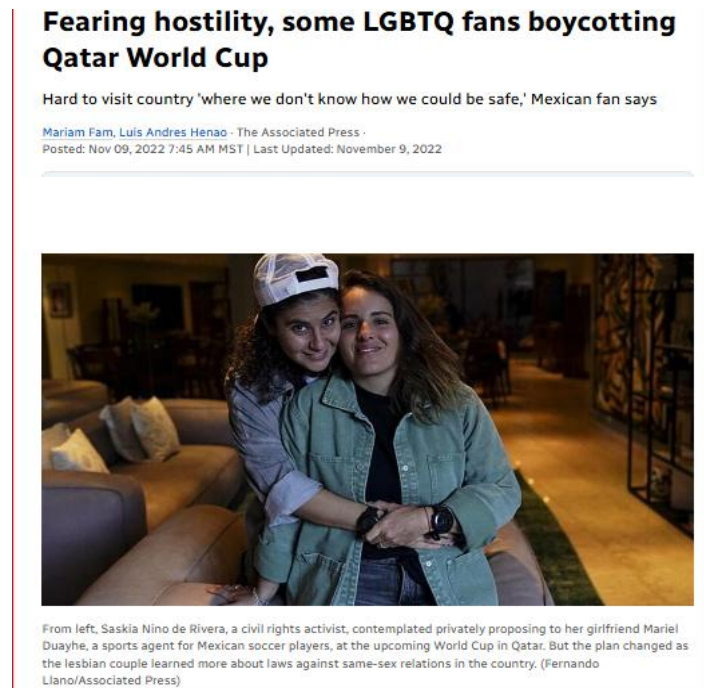 Fearing hostility, some LGBTQ fans boycotting
Qatar World Cup
Hard to visit country 'where we don't know how we could be safe,' Mexican fan says
Mariam Fam, Luis Andres Henao · The Associated Press ·
Posted: Nov 09, 2022 7:45 AM MST | Last Updated: November 9, 2022
From left, Saskia Nino de Rivera, a civil rights activist, contemplated privately proposing to her girlfriend Mariel
Duayhe, a sports agent for Mexican soccer players, at the upcoming World Cup in Qatar. But the plan changed as
the lesbian couple learned more about laws against same-sex relations in the country. (Fernando
Llano/Associated Press)